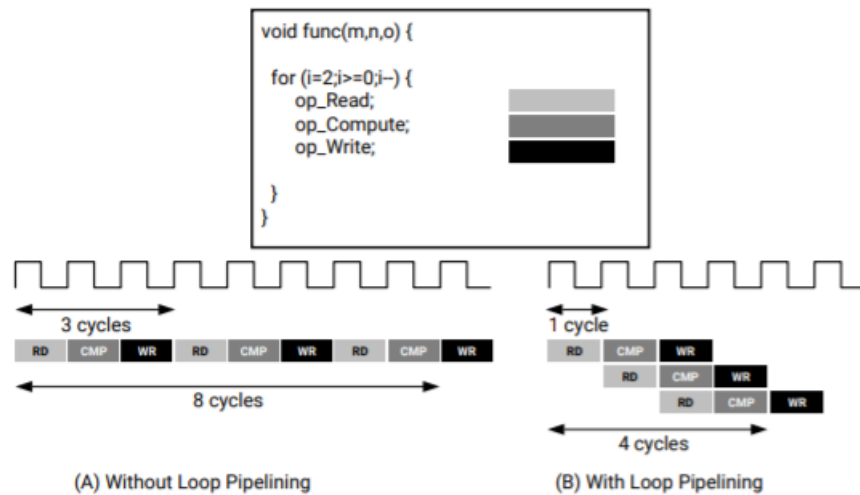 void func(m,n,o) {
for (i=2;i>=0;i--) {
op_Read;
op_Compute;
op_Write;
}
}
3 cycles
RD CMP WR RD CMP WR RD CMP WR
8 cycles
(A) Without Loop Pipelining
1 cycle
RD CMP WR
RD CMP WR
RD CMP WR
4 cycles
(B) With Loop Pipelining